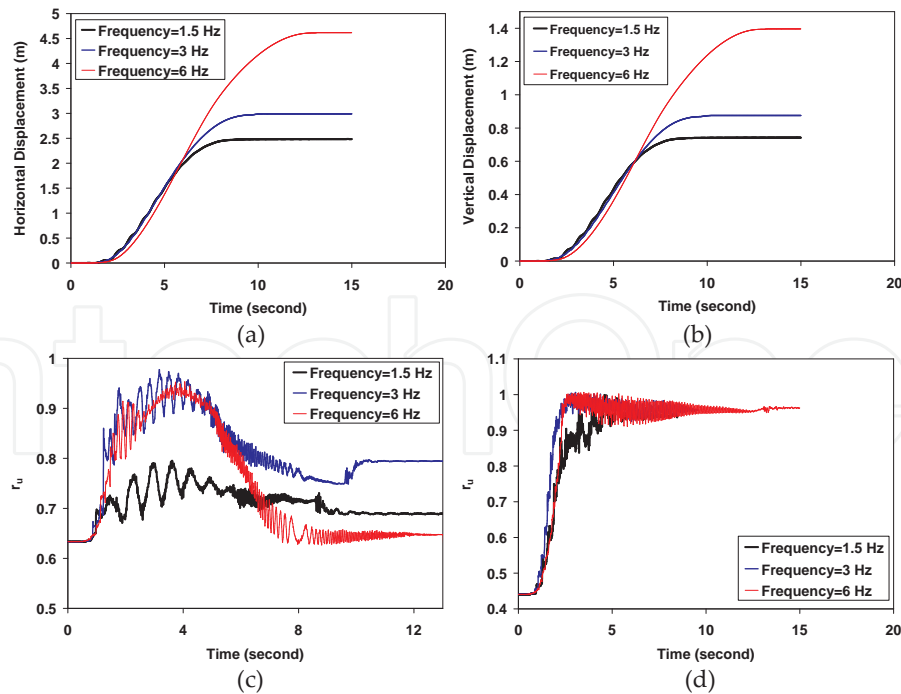 5
4.5
4
3.5
3
2.5
2
1.5
1
0.5
0
Horizontal Displacement (m)
Frequency=1.5 Hz
Frequency=3 Hz
Frequency=6 Hz
0 5 10 15 20
Time (second)
(a)
1.4
1.2
1
0.8
0.6
0.4
0.2
0
Vertical Displacement (m)
Frequency=1.5 Hz
Frequency=3 Hz
Frequency=6 Hz
0 5 10 15 20
Time (second)
(b)
1
0.9
0.8
0.7
0.6
0.5
ru
Frequency=1.5 Hz
Frequency=3 Hz
Frequency=6 Hz
0 4 8 12
Time (second)
(c)
1.1
1
0.9
0.8
0.7
0.6
0.5
0.4
ru
Frequency=1.5 Hz
Frequency=3 Hz
Frequency=6 Hz
0 5 10 15 20
Time (second)
(d)